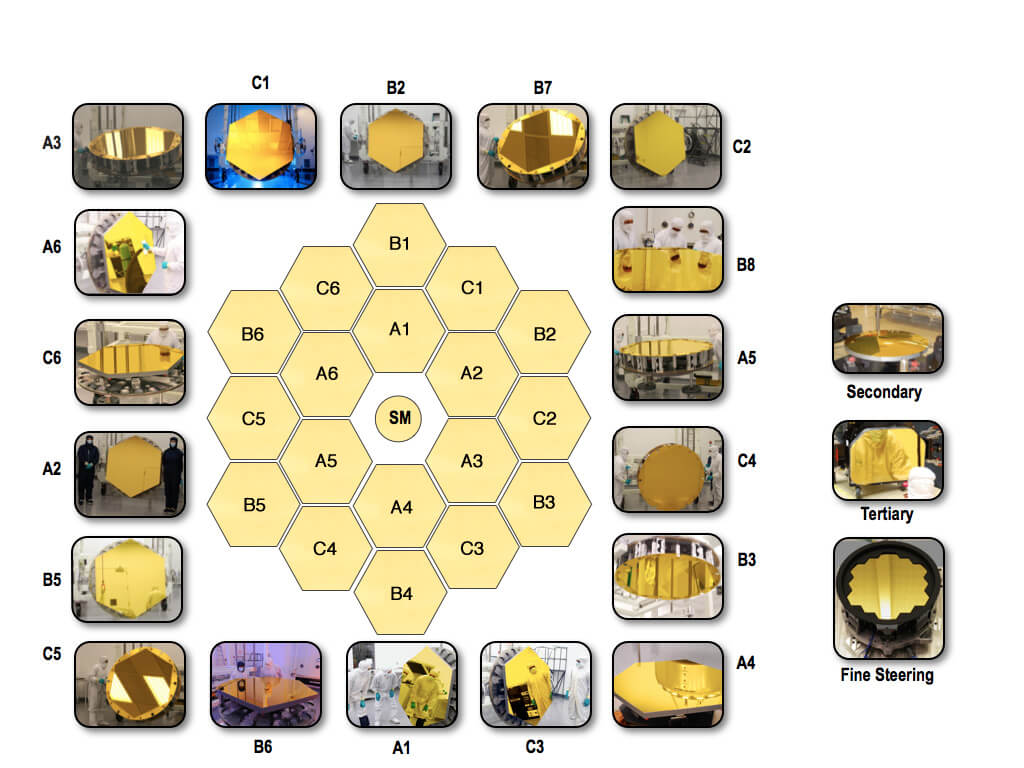 C1
B2
B7
A3
C2
A6
B1
B8
C6
C1
B6
A1
B2
C6
A6
A2
A5
Secondary
C5
SM
C2
A2
A5
A3
C4
B5
A4
B3
Tertiary
C4
C3
B3
B5
B4
C5
A4
Fine Steering
B6
A1
C3